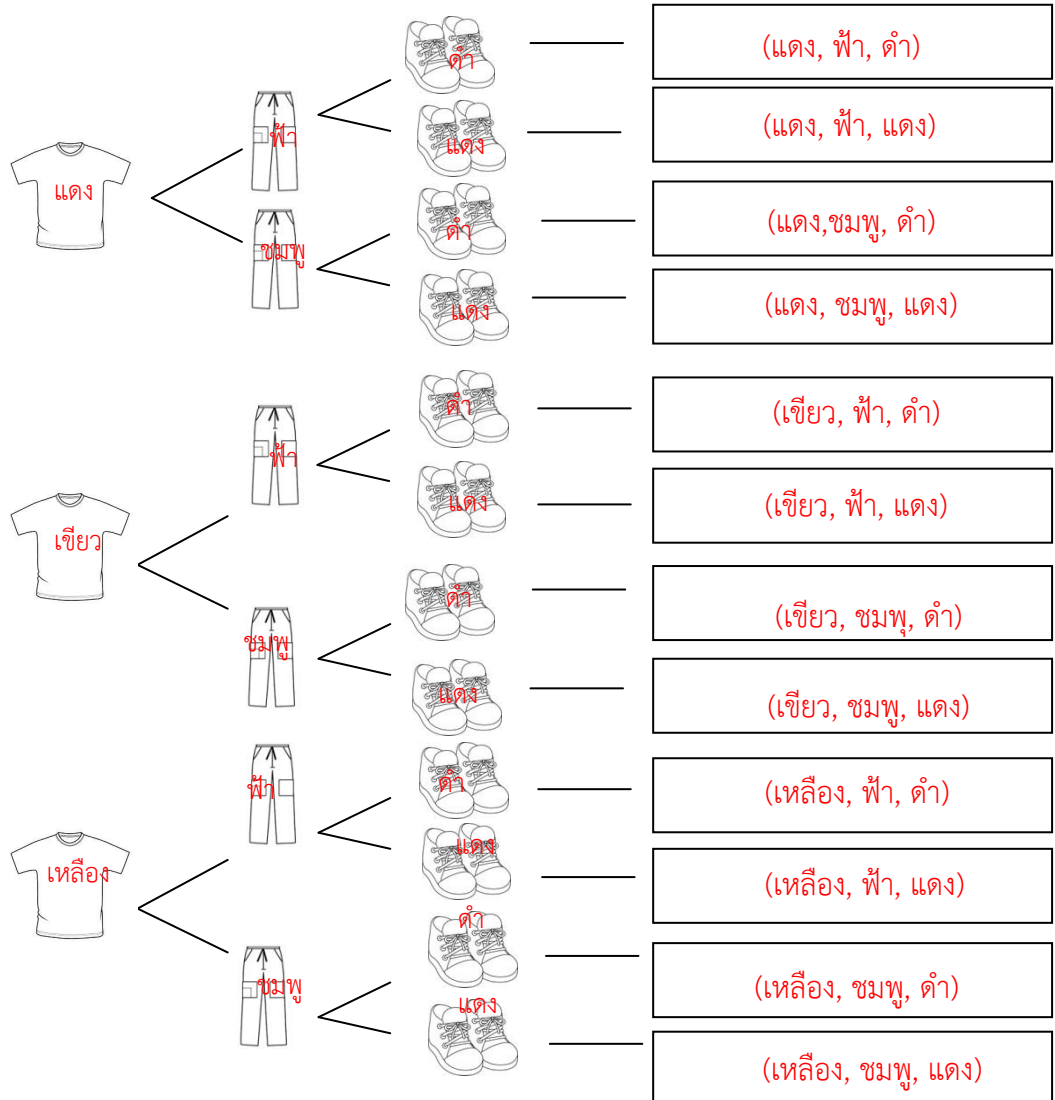 ดำ
(แดง, ฟ้า, ดำ)
ฟ้า
แดง
(แดง, ฟ้า, แดง)
แดง
ดำ
(แดง,ชมพู, ดำ)
ชมพู
แดง
(แดง, ชมพู, แดง)
ดำ
(เขียว, ฟ้า, ดำ)
ฟ้า
แดง
(เขียว, ฟ้า, แดง)
เขียว
ดำ
(เขียว, ชมพุ, ดำ)
ชมพู
แดง
(เขียว, ชมพู, แดง)
ฟ้า
ดำ
(เหลือง, ฟ้า, ดำ)
แดง
เหลือง
(เหลือง, ฟ้า, แดง)
ดำ
(เหลือง, ชมพู, ดำ)
ชมพู
แดง
(เหลือง, ชมพู, แดง)